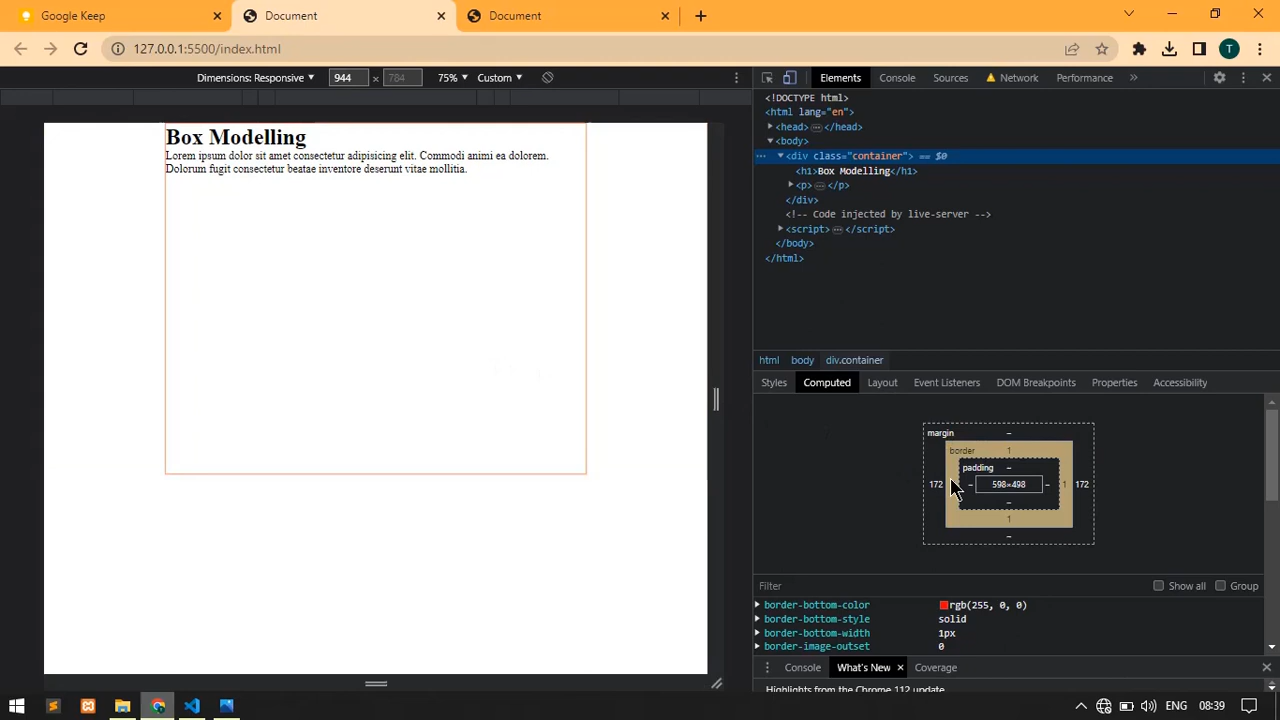 Google Keep
Document
Document
127.0.0.1:5500/index.html
T
Dimensions: Responsive 944 × 784 75% Custom
Elements Console Sources Network Performance
Box Modelling
Lorem ipsum dolor sit amet consectetur adipisicing elit. Commodi animi ea dolorem.
Dolorum fugit consectetur beatae inventore deserunt vitae mollitia.
<!DOCTYPE html>
<html lang="en">
<head> … </head>
<body>
… <div class="container"> == $0
<h1>Box Modelling</h1>
<p> … </p>
</div>
<!-- Code injected by live-server -->
<script> … </script>
</body>
</html>
html body div.container
Styles Computed Layout Event Listeners DOM Breakpoints Properties Accessibility
margin –
border 1
padding –
172 – 598×498 – 1 172
–
1
–
Filter Show all Group
border-bottom-color rgb(255, 0, 0)
border-bottom-style solid
border-bottom-width 1px
border-image-outset 0
Console What's New Coverage
Highlights from the Chrome 112 update
ENG 08:39